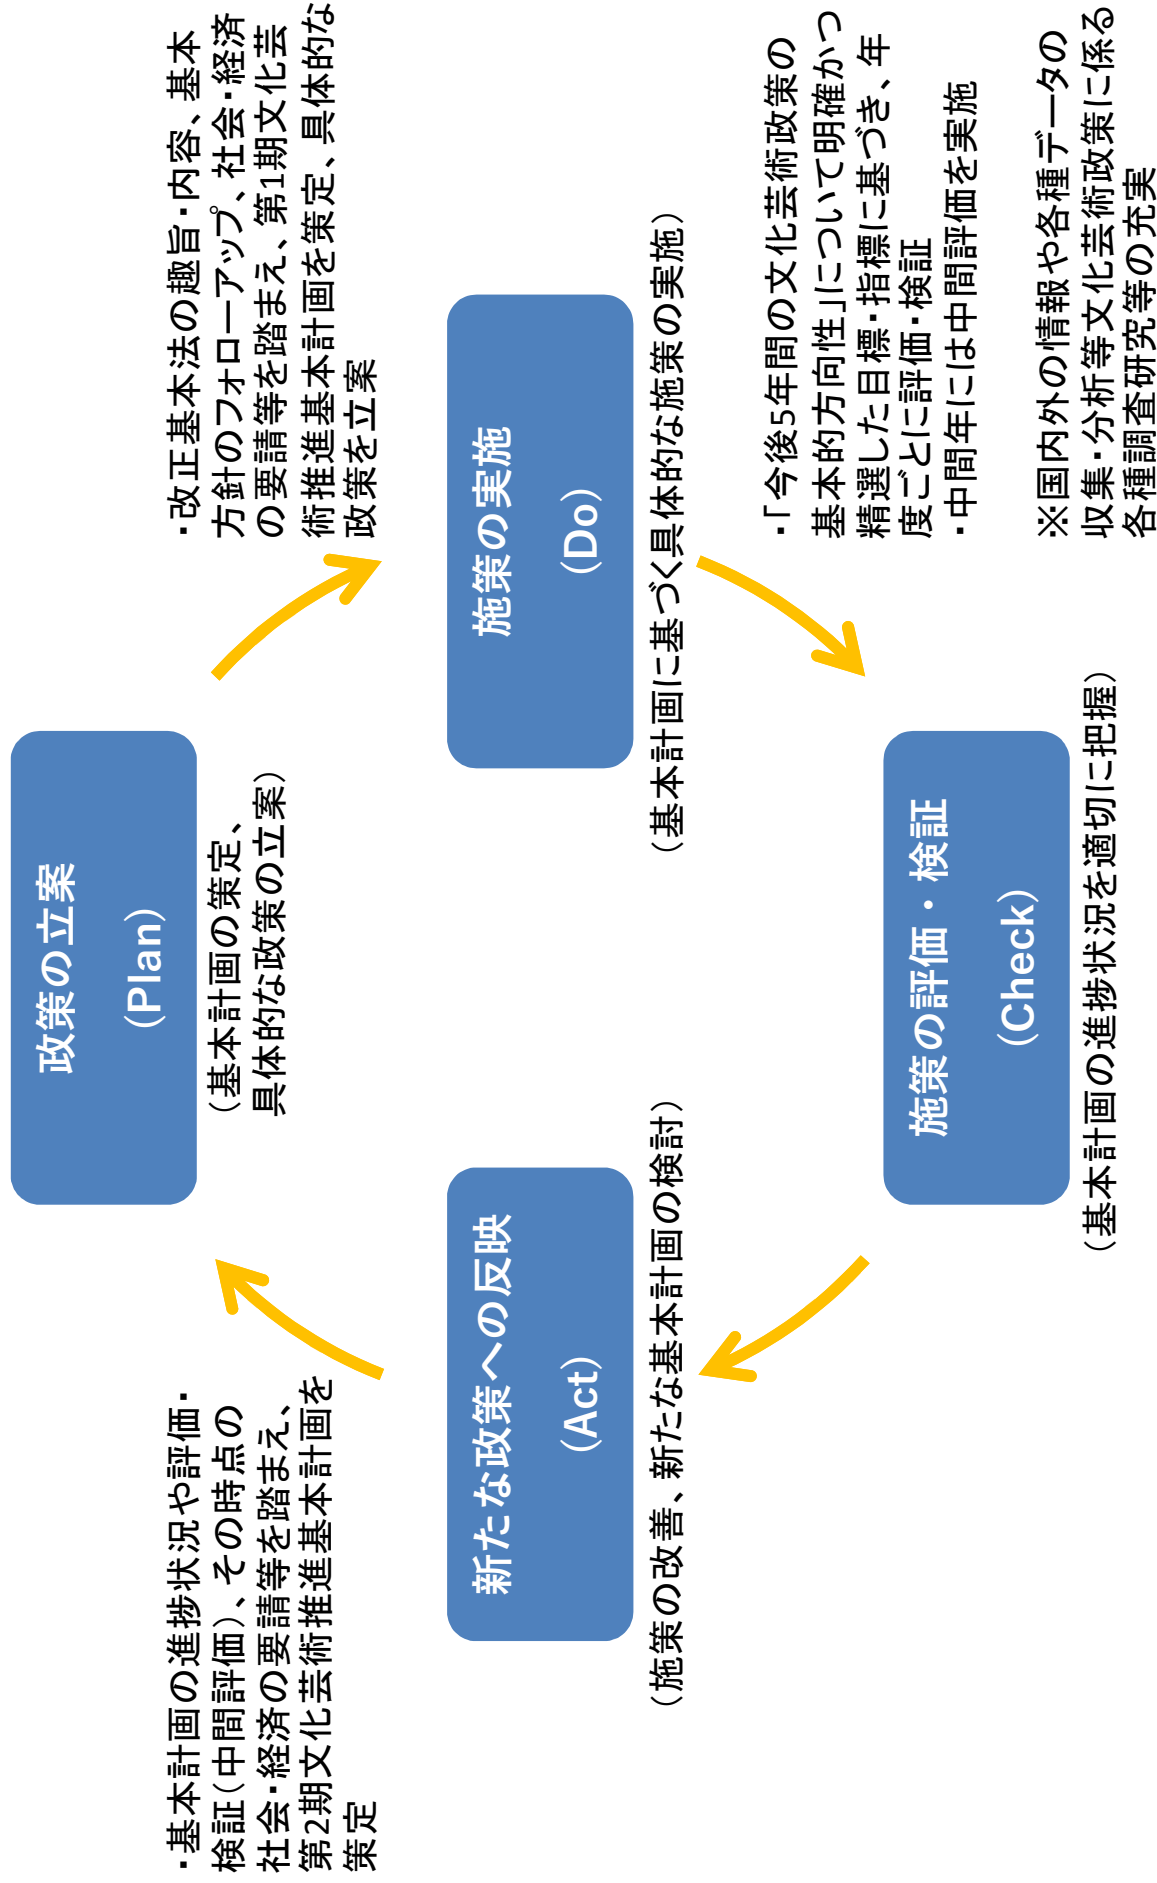 政策の立案
(Plan)
(基本計画の策定、
具体的な政策の立案)
・改正基本法の趣旨・内容、基本
方針のフォローアップ、社会・経済
の要請等を踏まえ、第1期文化芸
術推進基本計画を策定、具体的な
政策を立案
施策の実施
(Do)
(基本計画に基づく具体的な施策の実施)
・「今後5年間の文化芸術政策の
基本的方向性」について明確かつ
精選した目標・指標に基づき、年
度ごとに評価・検証
・中間年には中間評価を実施
※国内外の情報や各種データの
収集・分析等文化芸術政策に係る
各種調査研究等の充実
施策の評価・検証
(Check)
(基本計画の進捗状況を適切に把握)
新たな政策への反映
(Act)
(施策の改善、新たな基本計画の検討)
・基本計画の進捗状況や評価・
検証(中間評価)、その時点の
社会・経済の要請等を踏まえ、
第2期文化芸術推進基本計画を
策定